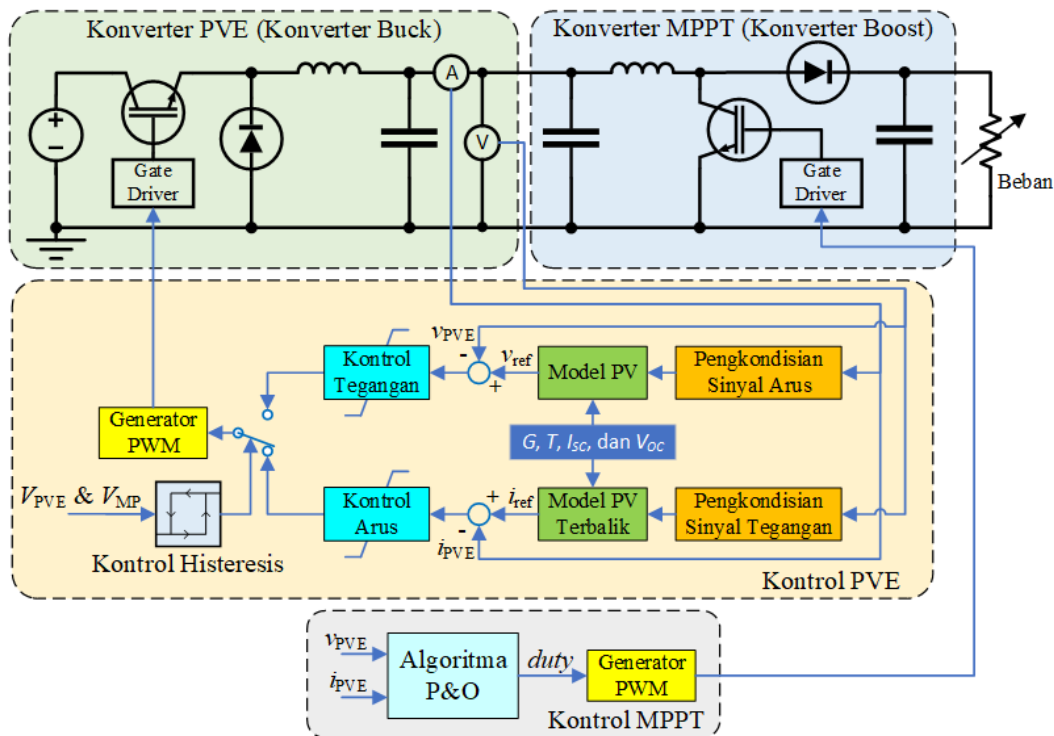 Konverter PVE (Konverter Buck)
Konverter MPPT (Konverter Boost)
A
V
+
−
Gate
Driver
Gate
Driver
Beban
vPVE
-
+
vref
Kontrol
Tegangan
Model PV
Pengkondisian
Sinyal Arus
Generator
PWM
G, T, ISC, dan VOC
VPVE & VMP
Kontrol Histeresis
Kontrol
Arus
+
-
iref
iPVE
Model PV
Terbalik
Pengkondisian
Sinyal Tegangan
Kontrol PVE
vPVE
iPVE
Algoritma
P&O
duty
Generator
PWM
Kontrol MPPT